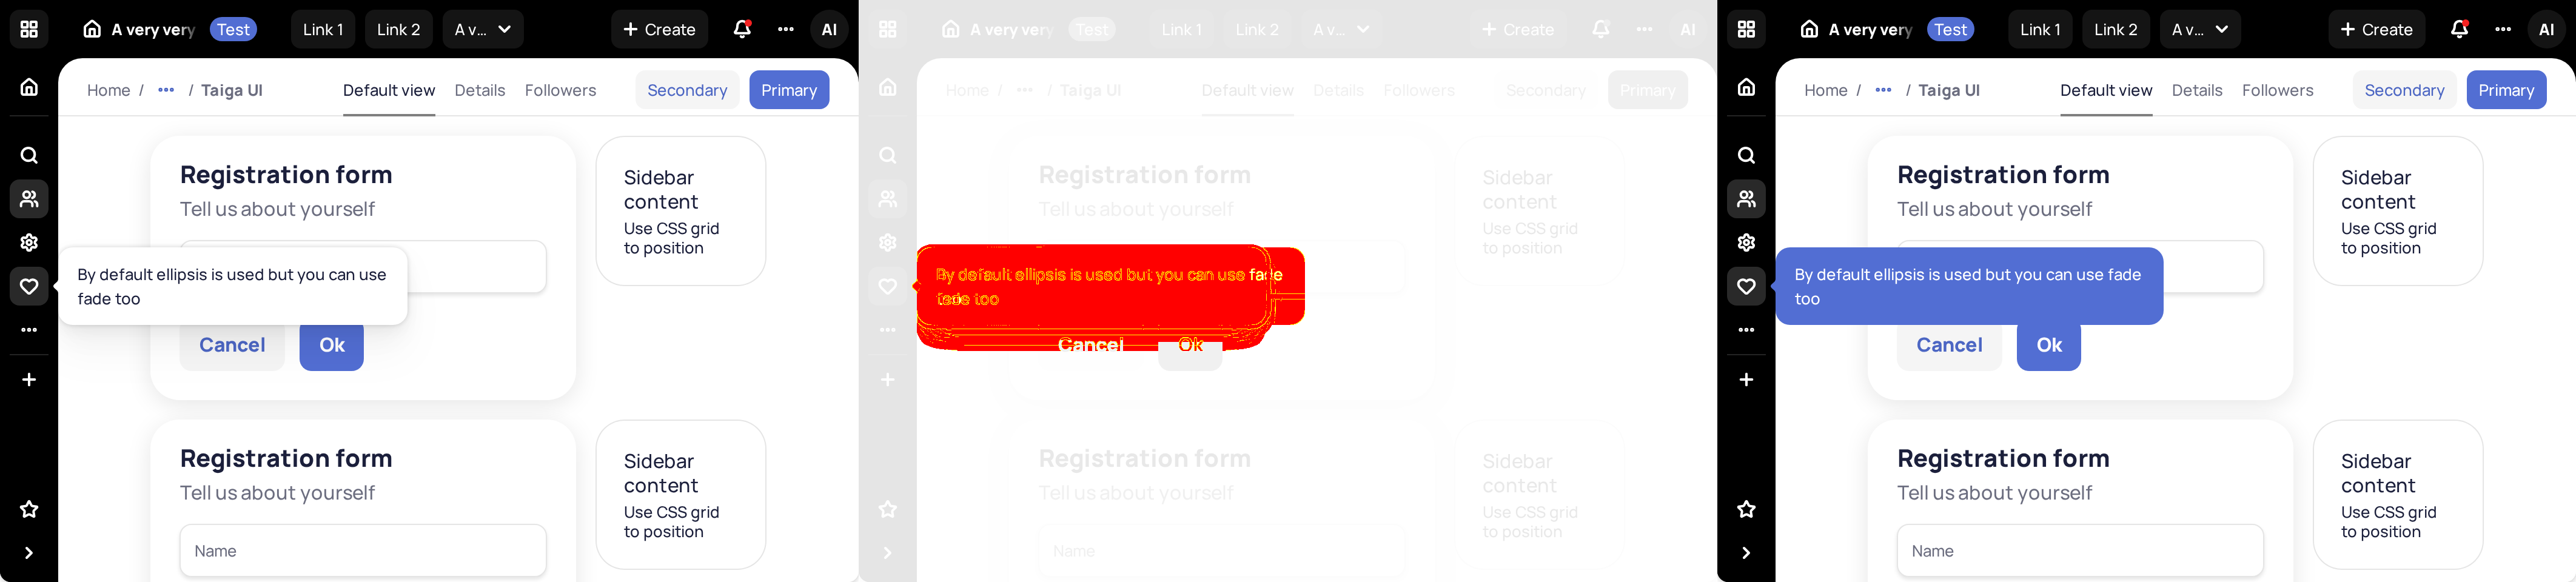 A very very Test Link 1 Link 2 A v... Create AI
Home / ... / Taiga UI Default view Details Followers Secondary Primary
Registration form
Tell us about yourself
Sidebar
content
Use CSS grid
to position
By default ellipsis is used but you can use
fade too
Cancel Ok
Registration form
Tell us about yourself
Sidebar
content
Use CSS grid
to position
Name
A very very Test Link 1 Link 2 A v... Create AI
Home / ... / Taiga UI Default view Details Followers Secondary Primary
Registration form
Tell us about yourself
Sidebar
content
Use CSS grid
to position
By default ellipsis is used but you can use fade
too
Cancel Ok
Registration form
Tell us about yourself
Sidebar
content
Use CSS grid
to position
Name
A very very Test Link 1 Link 2 A v... Create AI
Home / ... / Taiga UI Default view Details Followers Secondary Primary
Registration form
Tell us about yourself
Sidebar
content
Use CSS grid
to position
By default ellipsis is used but you can use fade
too
Cancel Ok
Registration form
Tell us about yourself
Sidebar
content
Use CSS grid
to position
Name